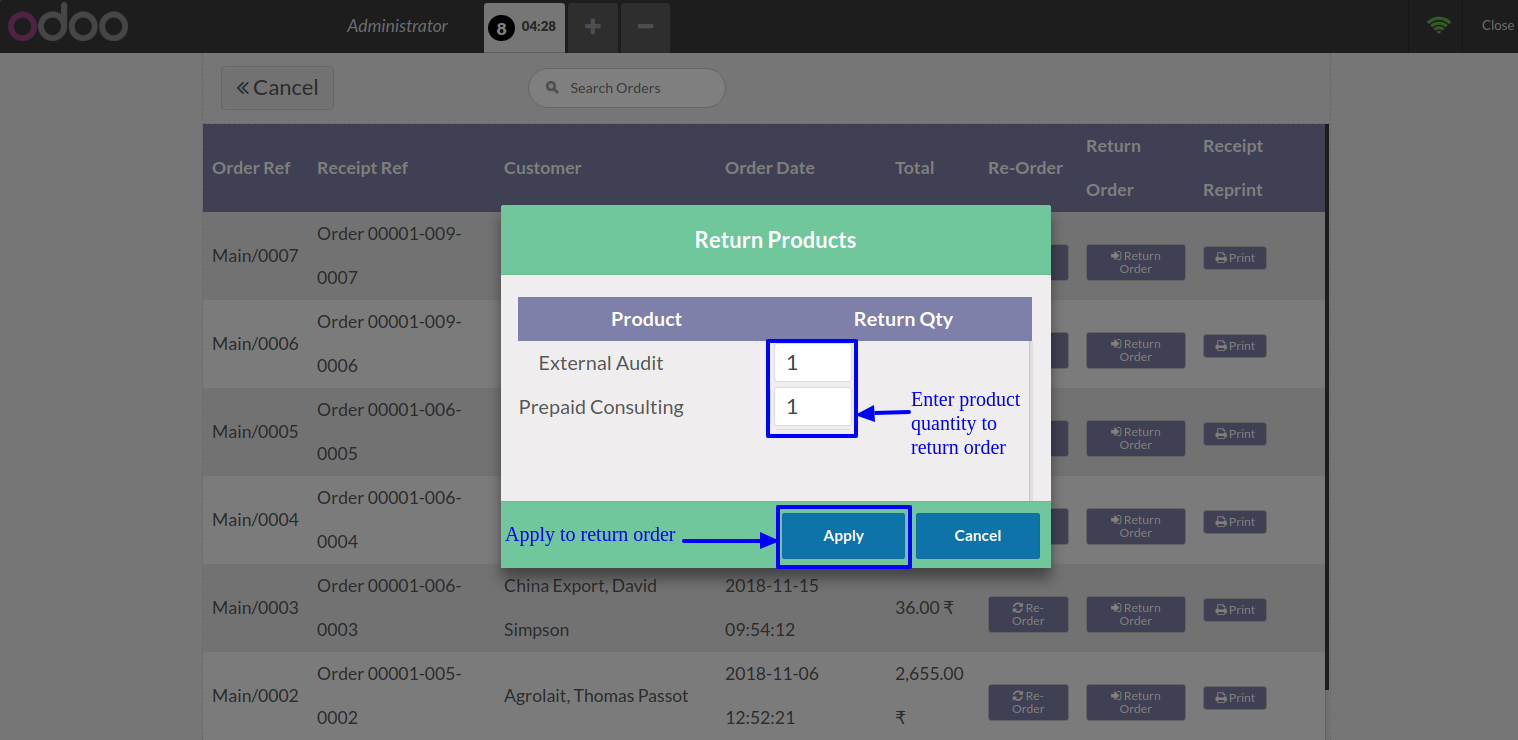 odoo
Administrator
8 04:28
Close
Cancel
Search Orders
Order Ref Receipt Ref Customer Order Date Total Re-Order Return Order Receipt Reprint
Main/0007 Order 00001-009-0007 Return Order Print
Main/0006 Order 00001-009-0006 Return Order Print
Main/0005 Order 00001-006-0005 Return Order Print
Main/0004 Order 00001-006-0004 Return Order Print
Main/0003 Order 00001-006-0003 China Export, David Simpson 2018-11-15 09:54:12 36.00 ₹ Re-Order Return Order Print
Main/0002 Order 00001-005-0002 Agrolait, Thomas Passot 2018-11-06 12:52:21 2,655.00 ₹ Re-Order Return Order Print
Return Products
Product Return Qty
External Audit 1
Prepaid Consulting 1
Enter product
quantity to
return order
Apply to return order
Apply Cancel